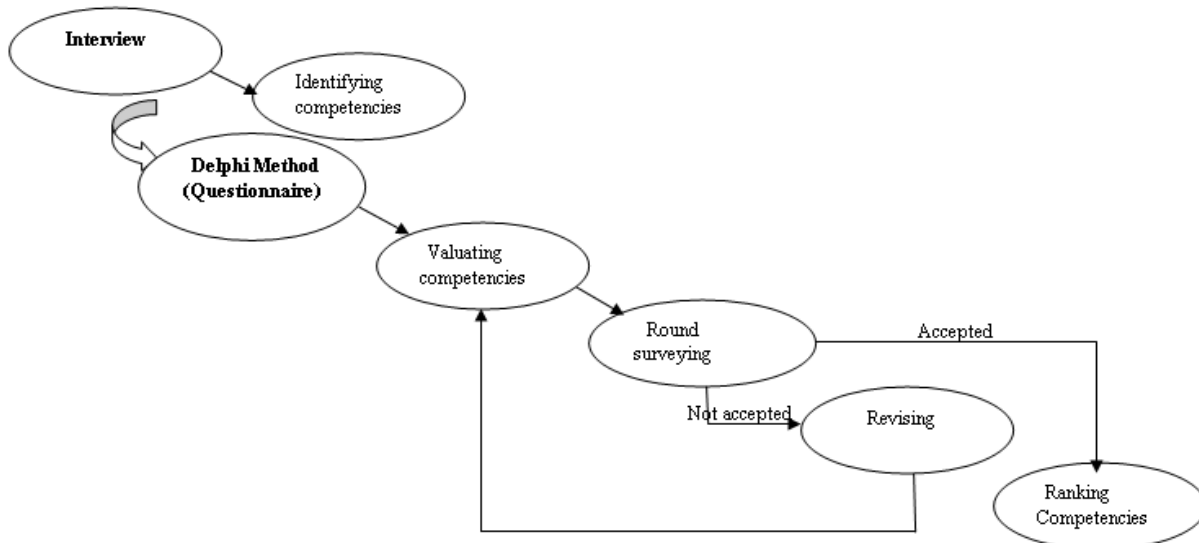 Interview
Identifying
competencies
Delphi Method
(Questionnaire)
Valuating
competencies
Round
surveying
Accepted
Not accepted
Revising
Ranking
Competencies